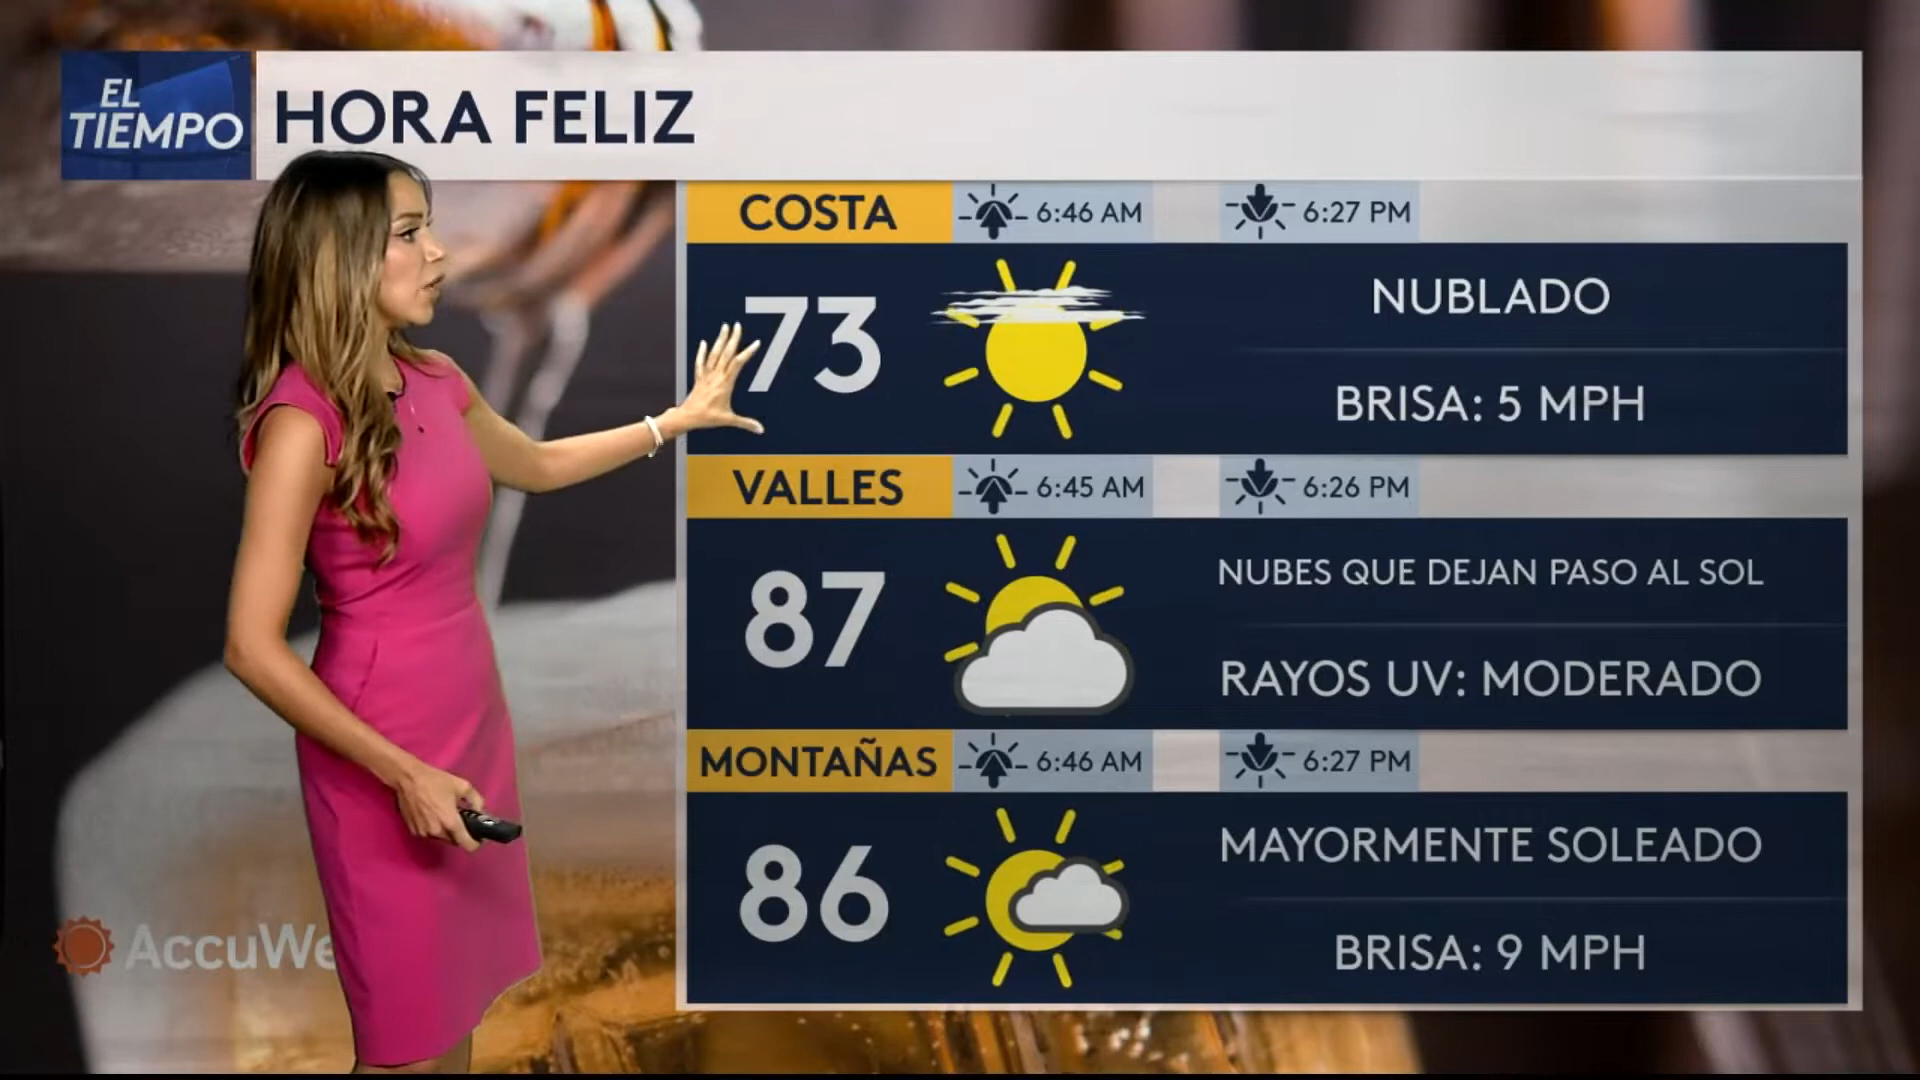 EL
TIEMPO
HORA FELIZ
COSTA 6:46 AM 6:27 PM
73
NUBLADO
BRISA: 5 MPH
VALLES 6:45 AM 6:26 PM
87
NUBES QUE DEJAN PASO AL SOL
RAYOS UV: MODERADO
MONTAÑAS 6:46 AM 6:27 PM
86
MAYORMENTE SOLEADO
BRISA: 9 MPH
AccuWe